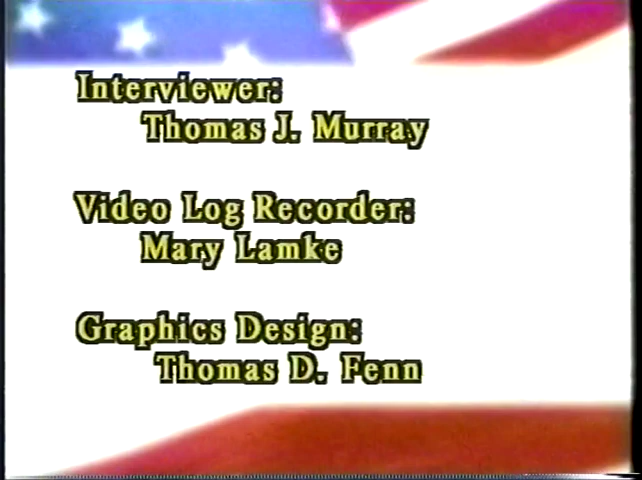 Interviewer:
Thomas J. Murray
Video Log Recorder:
Mary Lamke
Graphics Design:
Thomas D. Fenn